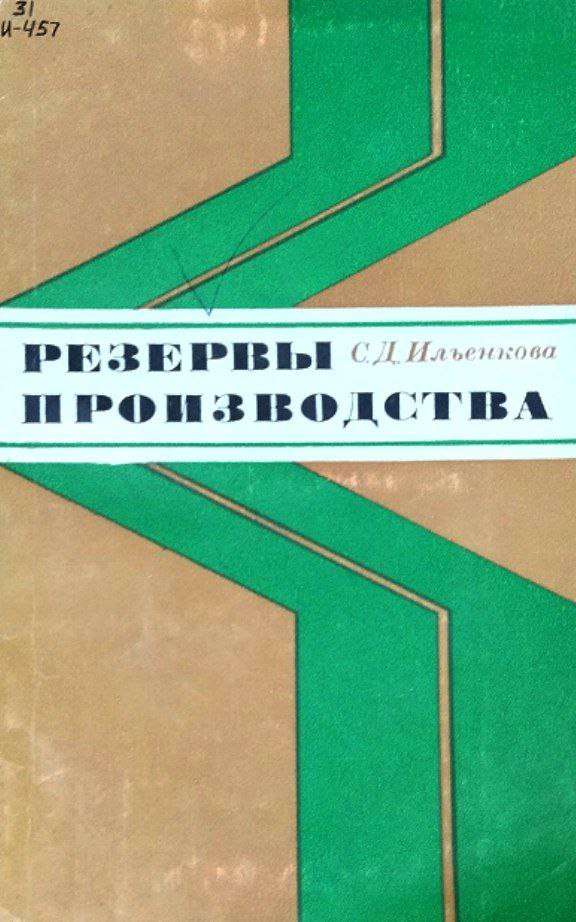 31
И-457
РЕЗЕРВЫ С.Д. Ильенкова
ПРОИЗВОДСТВА